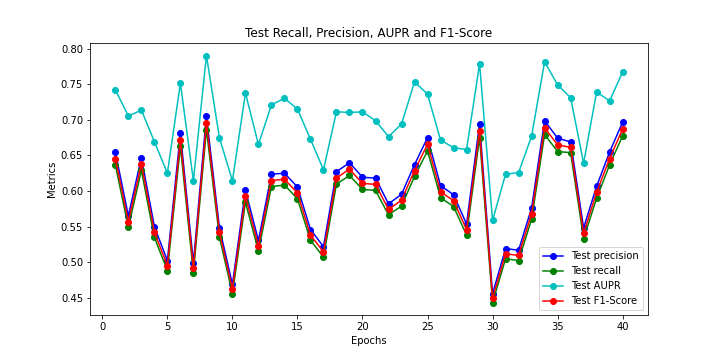 Test Recall, Precision, AUPR and F1-Score
Metrics
0.80
0.75
0.70
0.65
0.60
0.55
0.50
0.45
0 5 10 15 20 25 30 35 40
Epochs
Test precision
Test recall
Test AUPR
Test F1-Score